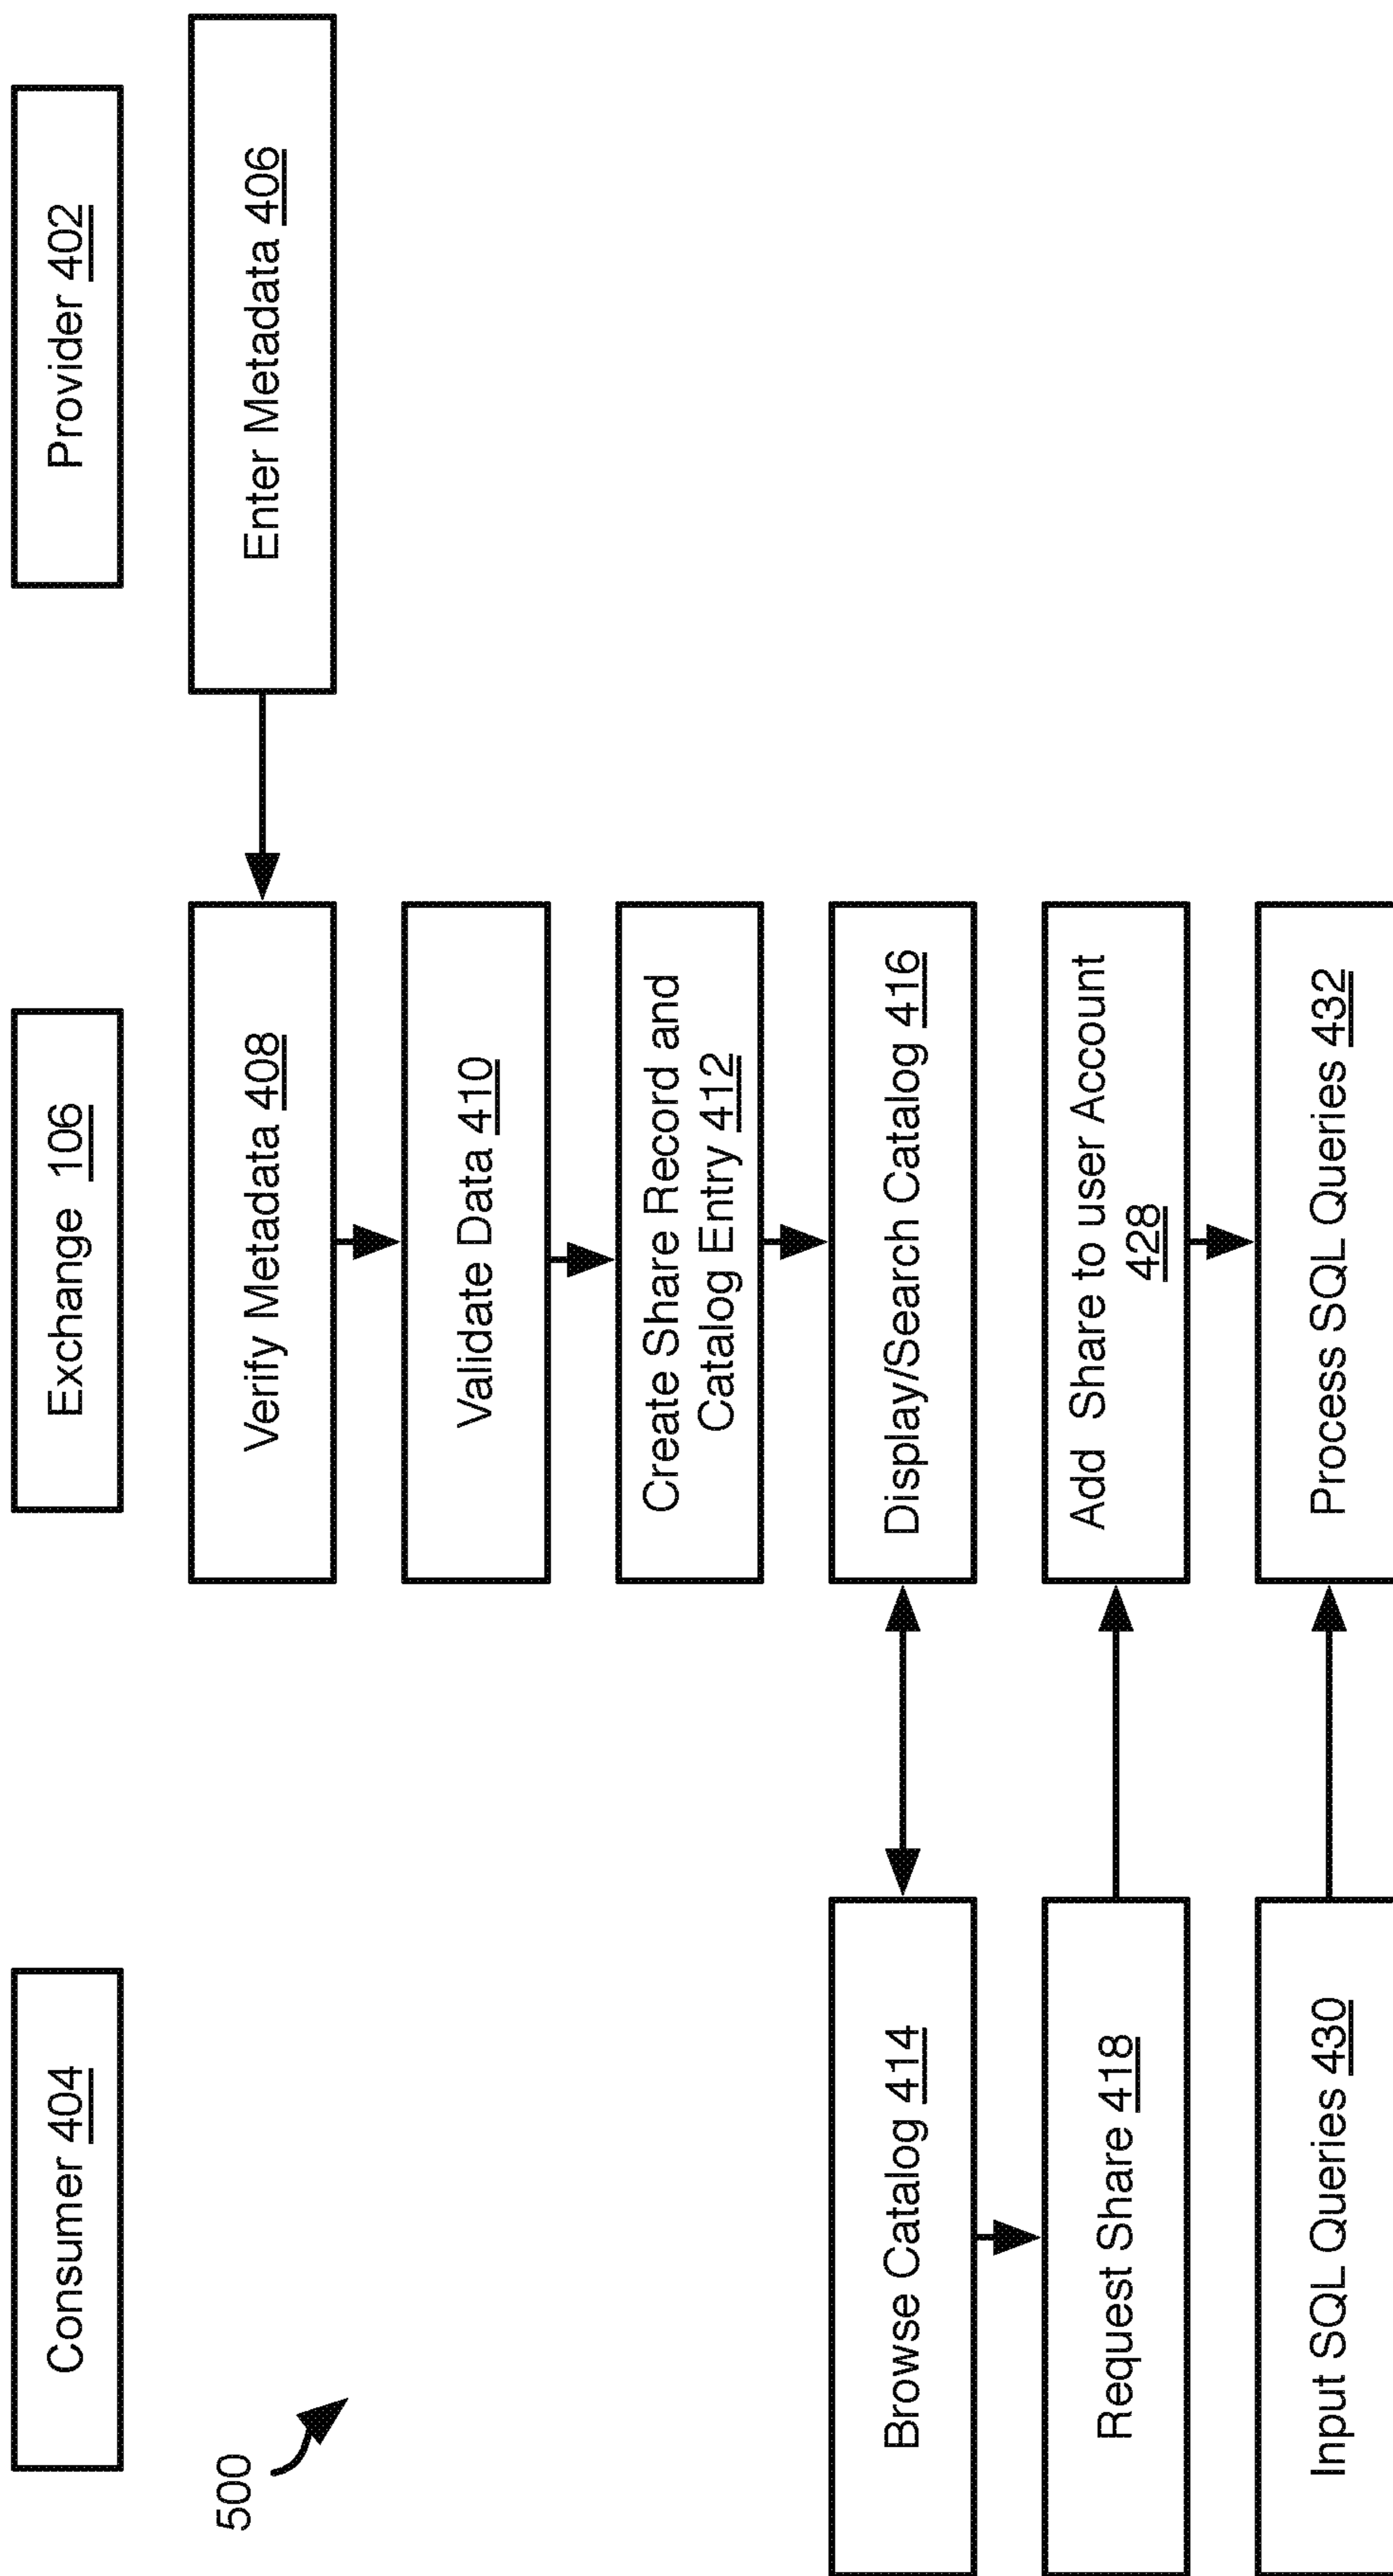 Consumer 404
Exchange 106
Provider 402
500
Enter Metadata 406
Verify Metadata 408
Validate Data 410
Create Share Record and
Catalog Entry 412
Browse Catalog 414
Display/Search Catalog 416
Request Share 418
Add Share to user Account
428
Input SQL Queries 430
Process SQL Queries 432